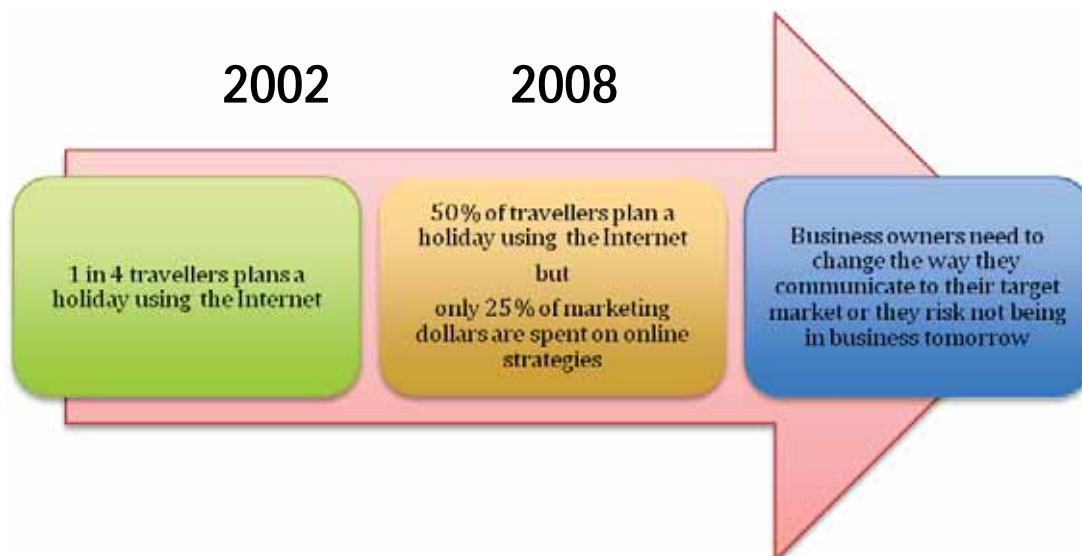 2002
2008
1 in 4 travellers plans a
holiday using the Internet
50% of travellers plan a
holiday using the Internet
but
only 25% of marketing
dollars are spent on online
strategies
Business owners need to
change the way they
communicate to their target
market or they risk not being
in business tomorrow